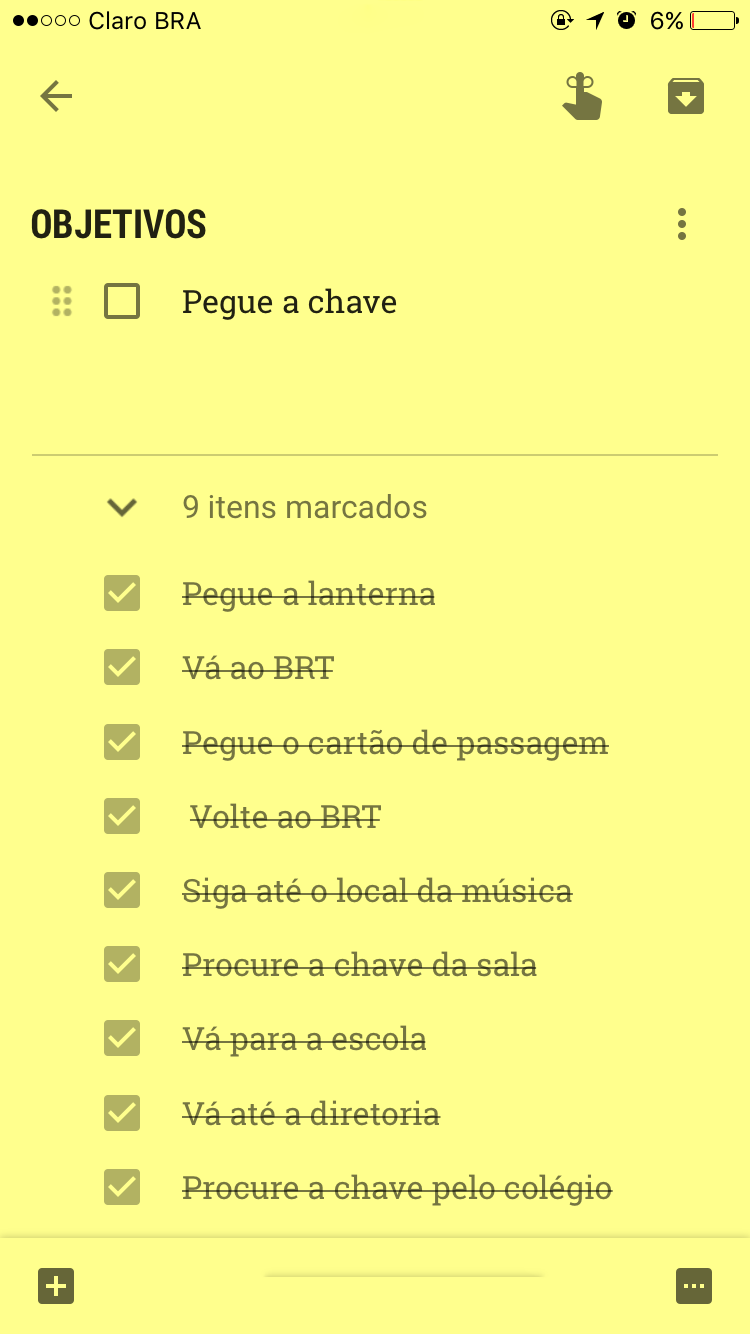 Claro BRA 6%
OBJETIVOS
Pegue a chave
9 itens marcados
Pegue a lanterna
Vá ao BRT
Pegue o cartão de passagem
Volte ao BRT
Siga até o local da música
Procure a chave da sala
Vá para a escola
Vá até a diretoria
Procure a chave pelo colégio